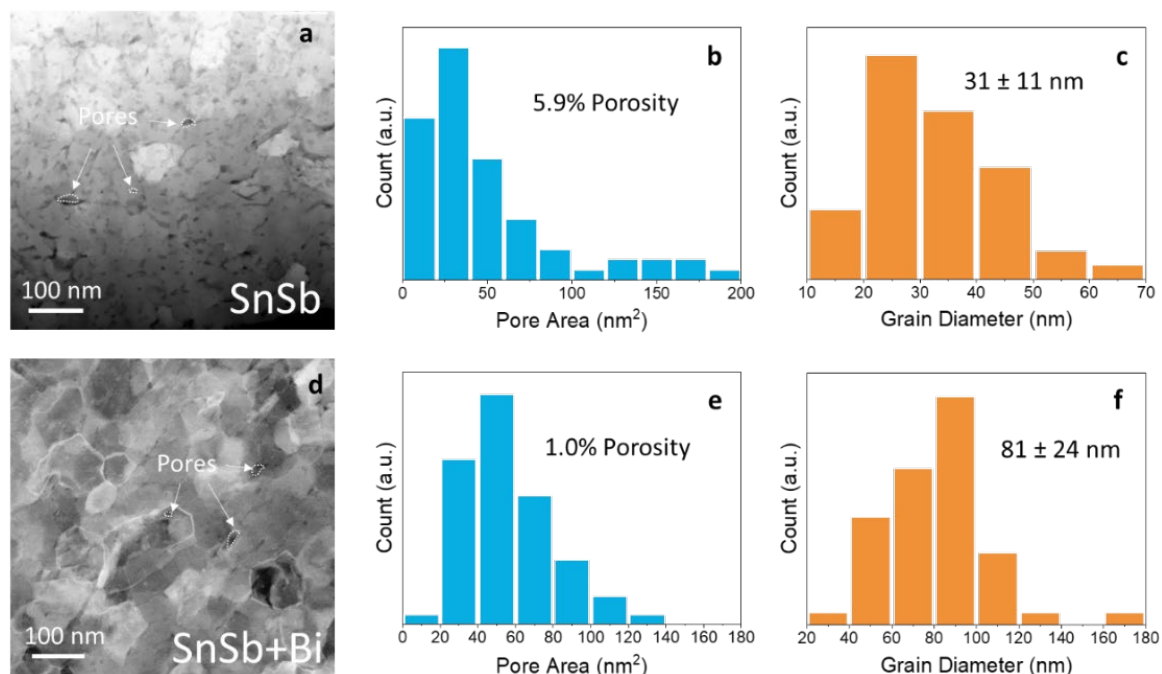 a
Pores
100 nm
SnSb
b
5.9% Porosity
Count (a.u.)
0 50 100 150 200
Pore Area (nm²)
c
31 ± 11 nm
Count (a.u.)
10 20 30 40 50 60 70
Grain Diameter (nm)
d
Pores
100 nm
SnSb+Bi
e
1.0% Porosity
Count (a.u.)
0 20 40 60 80 100 120 140 160 180
Pore Area (nm²)
f
81 ± 24 nm
Count (a.u.)
20 40 60 80 100 120 140 160 180
Grain Diameter (nm)